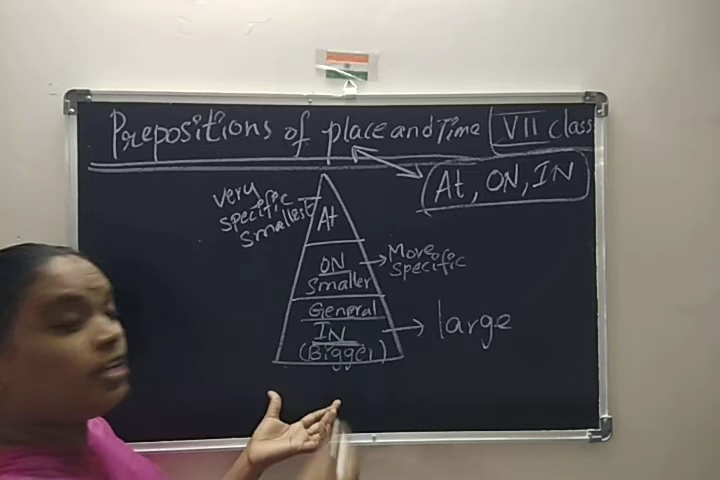 Prepositions of place and Time VII class
At, ON, IN
very
specific
smallest
At
ON
Smaller
More
specific
General
IN
(Bigger)
large